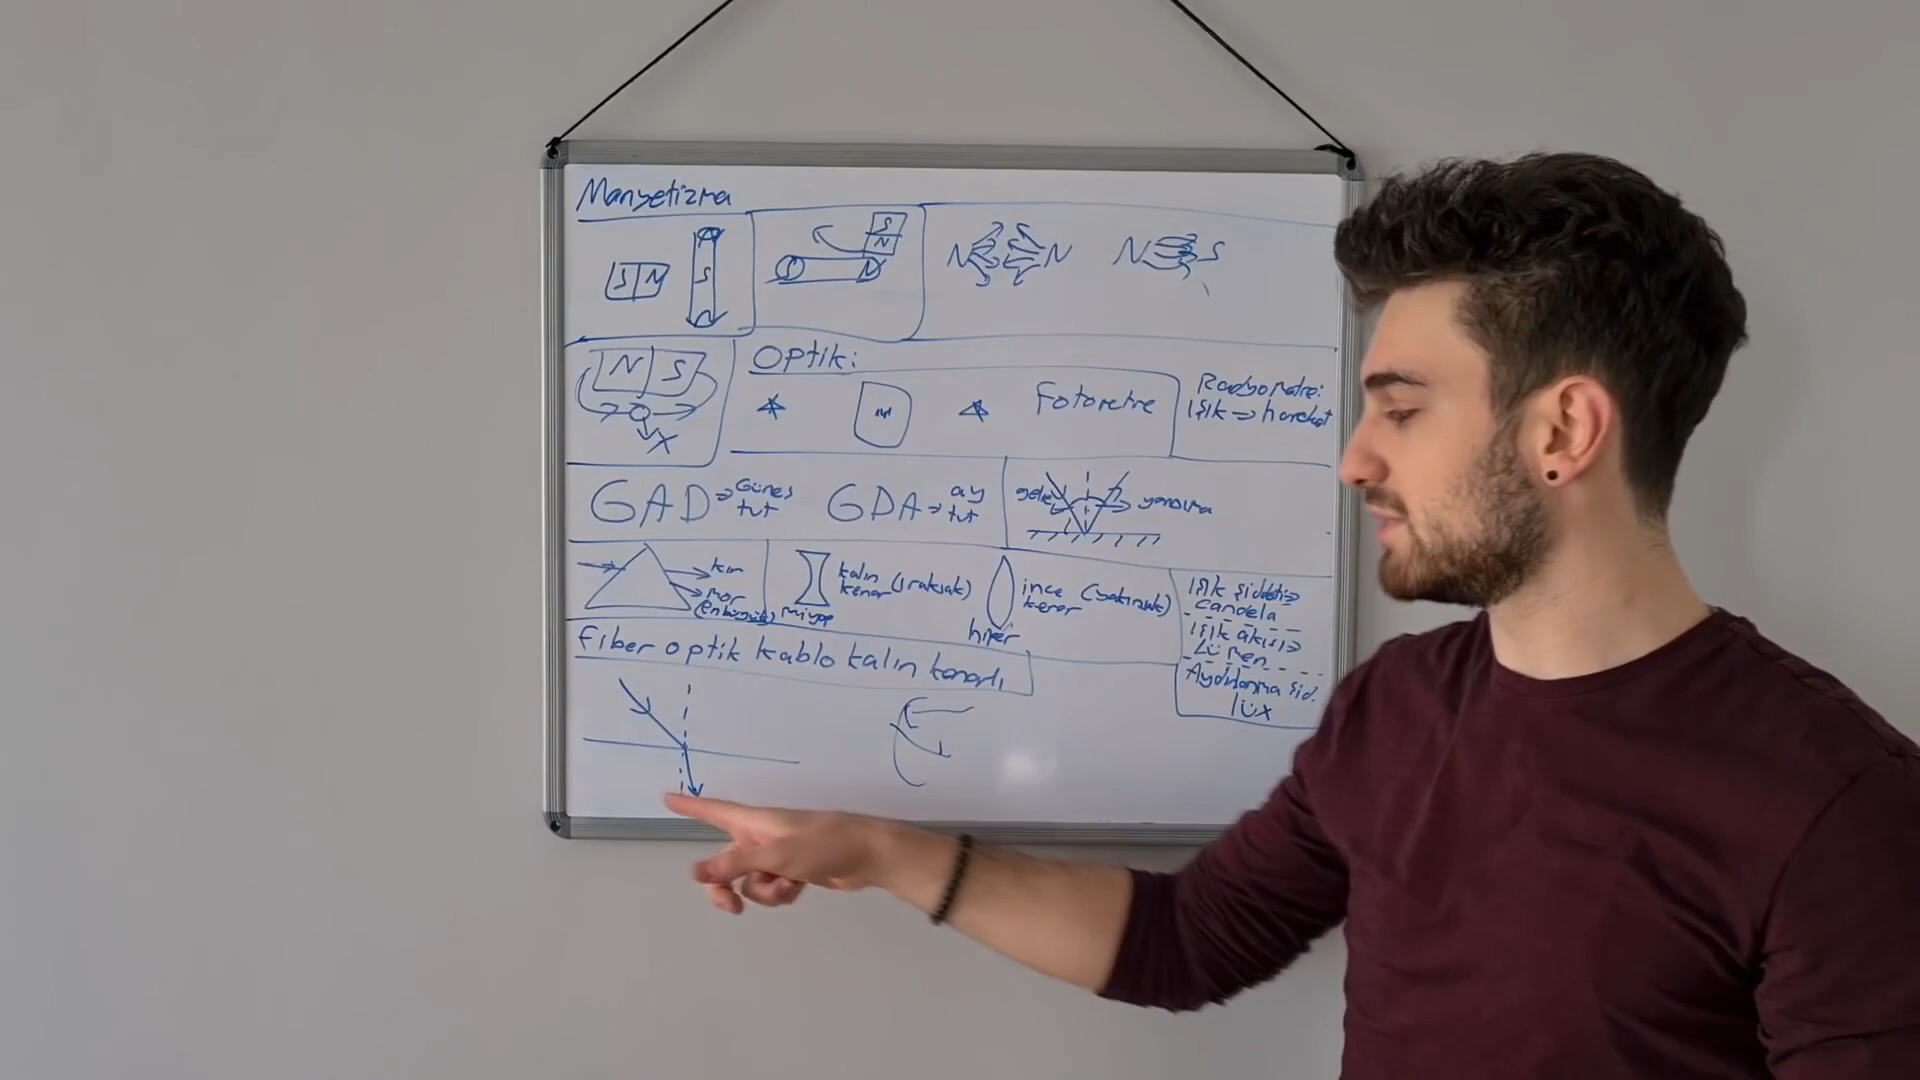 Manyetizma
S N
S
S
N
N N
N S
N S
X
Optik:
Fotometre
Radyometre:
Işık => hareket
GAD => Güneş tut
GDA => ay tut
gelen
yansıma
kırm
mor
(en büyük)
kalın kenar (ıraksak)
miyop
ince kenar (yakınsak)
hiper
Işık şiddeti =>
candela
Işık akısı =>
Lümen
Aydınlanma şid.
lüx
fiber optik kablo kalın kenarlı